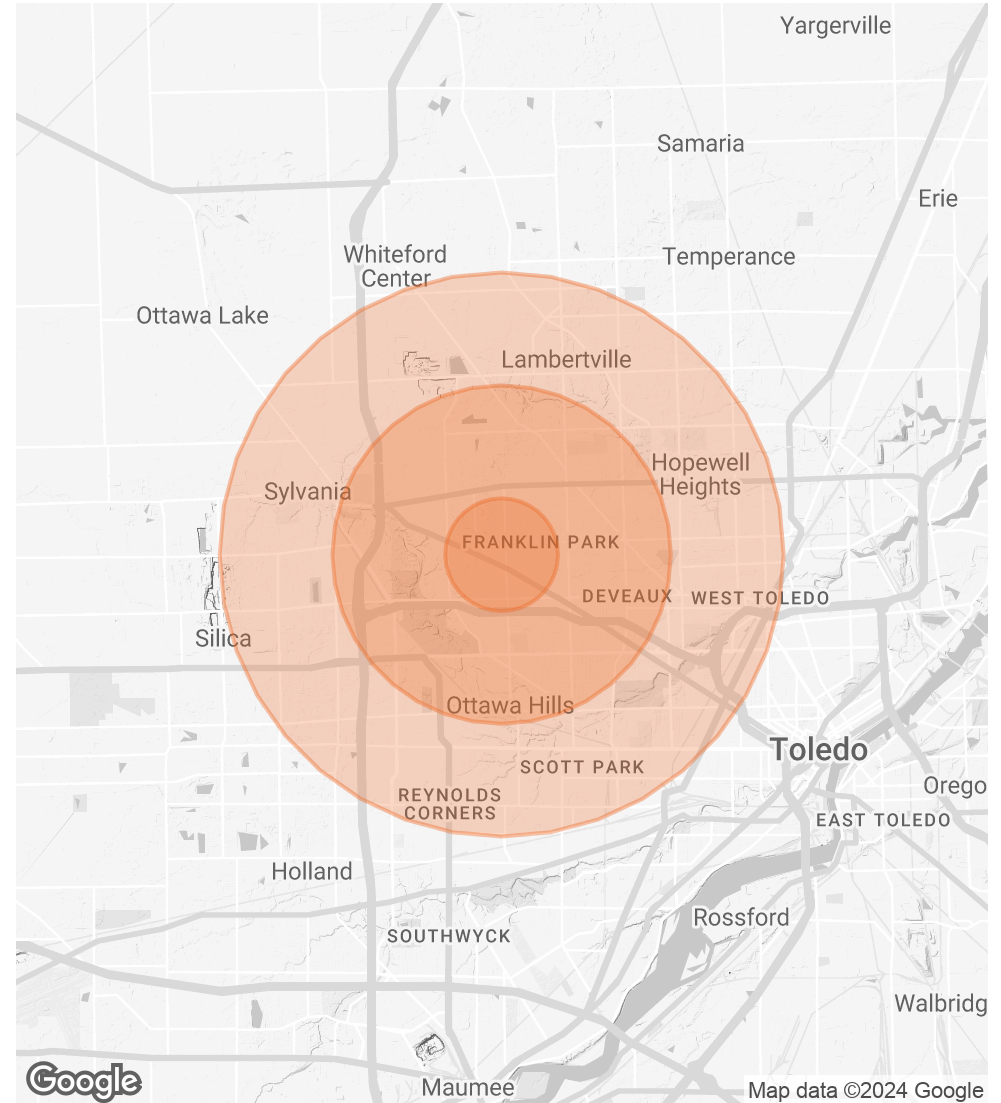 Yargerville
Samaria
Erie
Whiteford
Center
Temperance
Ottawa Lake
Lambertville
Hopewell
Heights
Sylvania
FRANKLIN PARK
DEVEAUX
WEST TOLEDO
Silica
Ottawa Hills
Toledo
SCOTT PARK
Orego
REYNOLDS
CORNERS
EAST TOLEDO
Holland
Rossford
SOUTHWYCK
Walbridg
Google
Maumee
Map data ©2024 Google